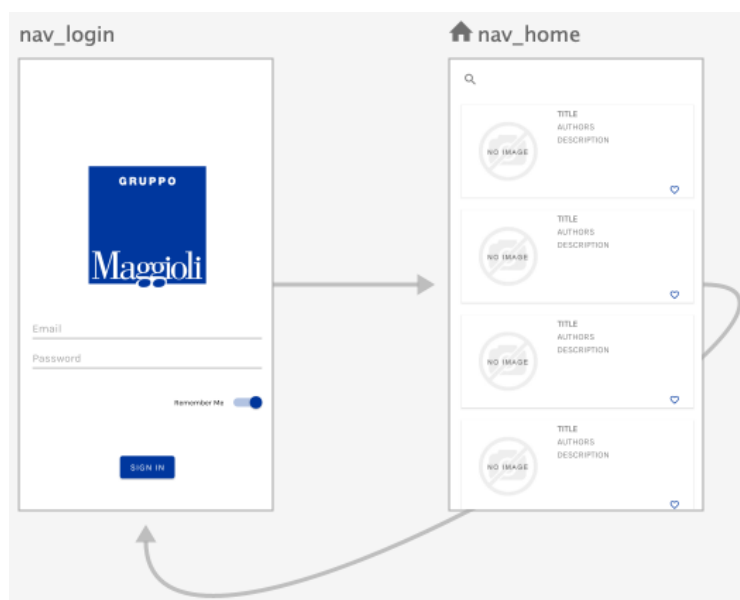 nav_login
GRUPPO
Maggioli
Email
Password
Remember Me
SIGN IN
nav_home
TITLE
AUTHORS
DESCRIPTION
NO IMAGE
TITLE
AUTHORS
DESCRIPTION
NO IMAGE
TITLE
AUTHORS
DESCRIPTION
NO IMAGE
TITLE
AUTHORS
DESCRIPTION
NO IMAGE